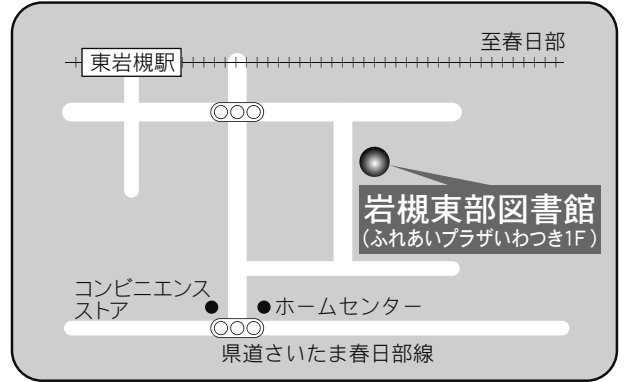 至春日部
東岩槻駅
岩槻東部図書館
(ふれあいプラザいわつき1F)
コンビニエンス
ストア
ホームセンター
県道さいたま春日部線